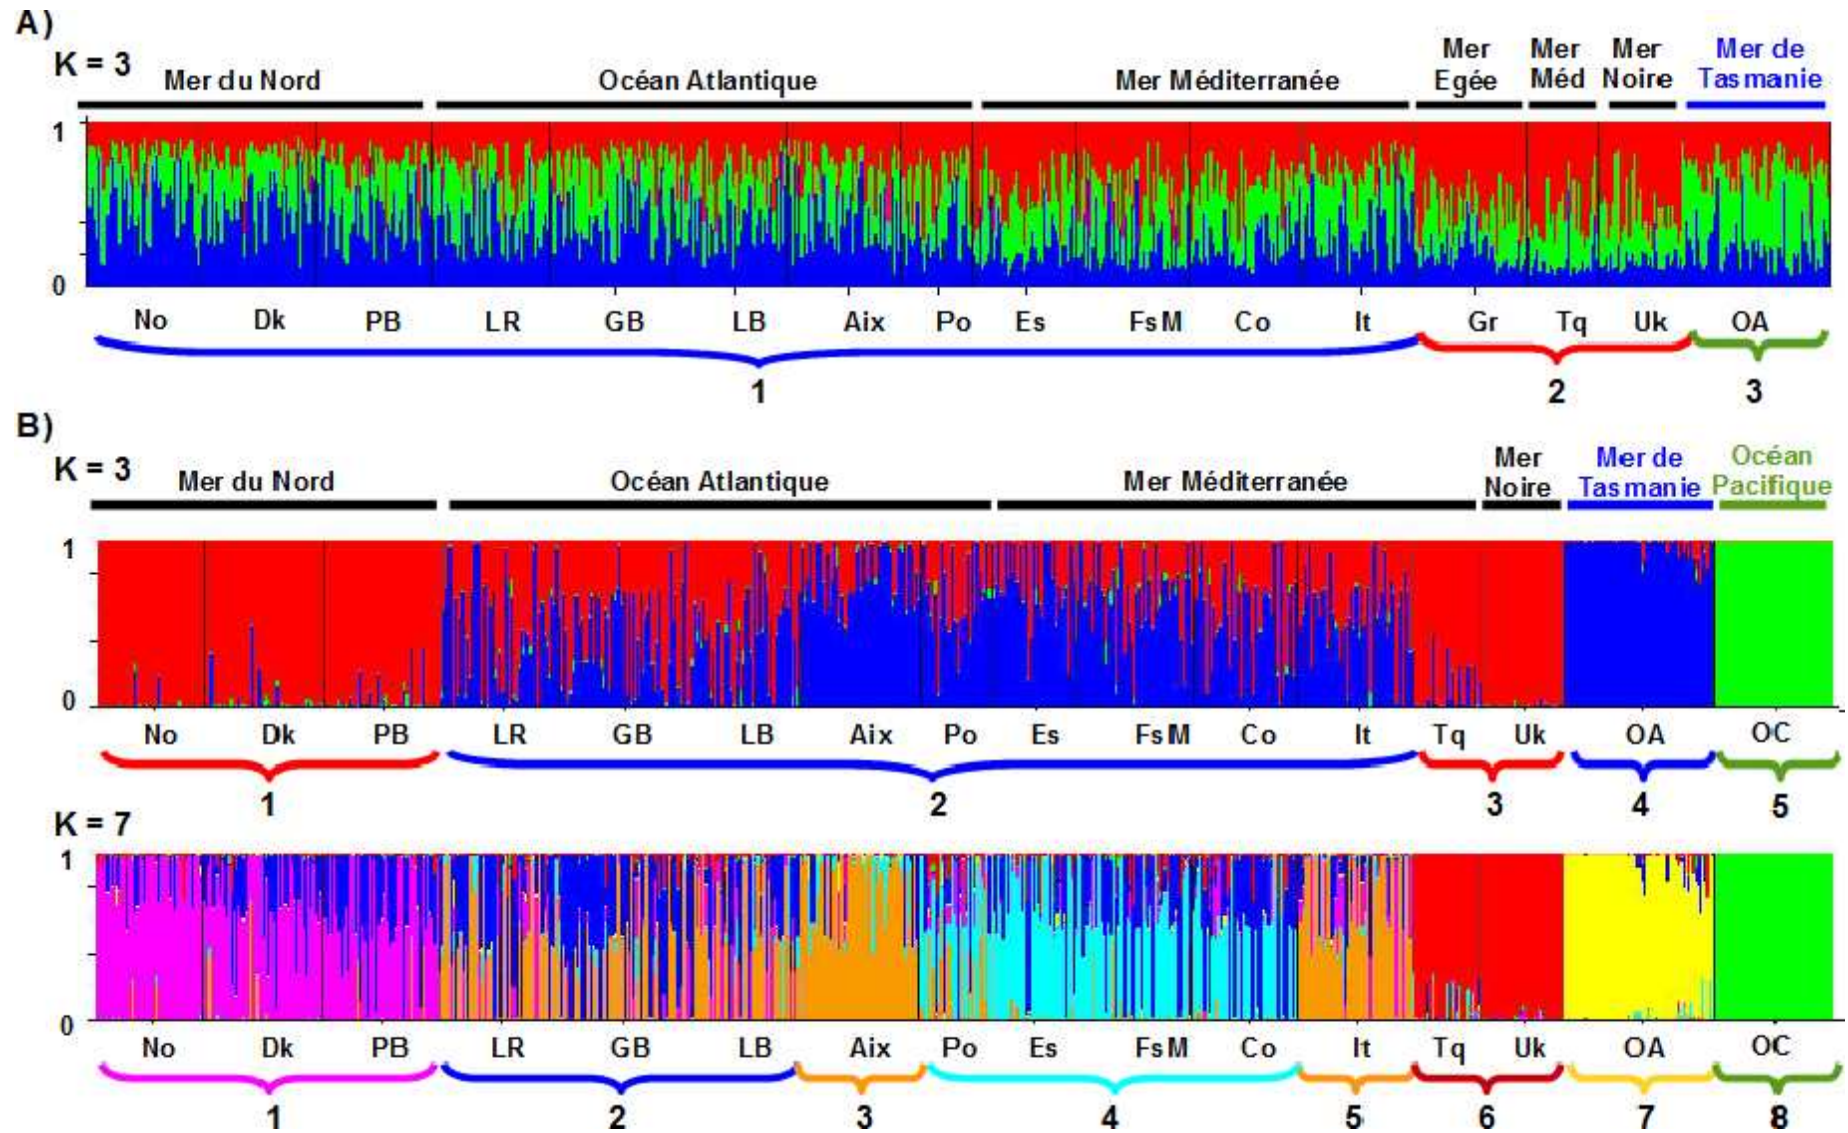 A)
K = 3
Mer du Nord Océan Atlantique Mer Méditerranée Mer Egée Mer Méd Mer Noire Mer de Tasmanie
1
0
No Dk PB LR GB LB Aix Po Es FsM Co It Gr Tq Uk OA
1 2 3
B)
K = 3
Mer du Nord Océan Atlantique Mer Méditerranée Mer Noire Mer de Tasmanie Océan Pacifique
1
0
No Dk PB LR GB LB Aix Po Es FsM Co It Tq Uk OA OC
1 2 3 4 5
K = 7
1
0
No Dk PB LR GB LB Aix Po Es FsM Co It Tq Uk OA OC
1 2 3 4 5 6 7 8